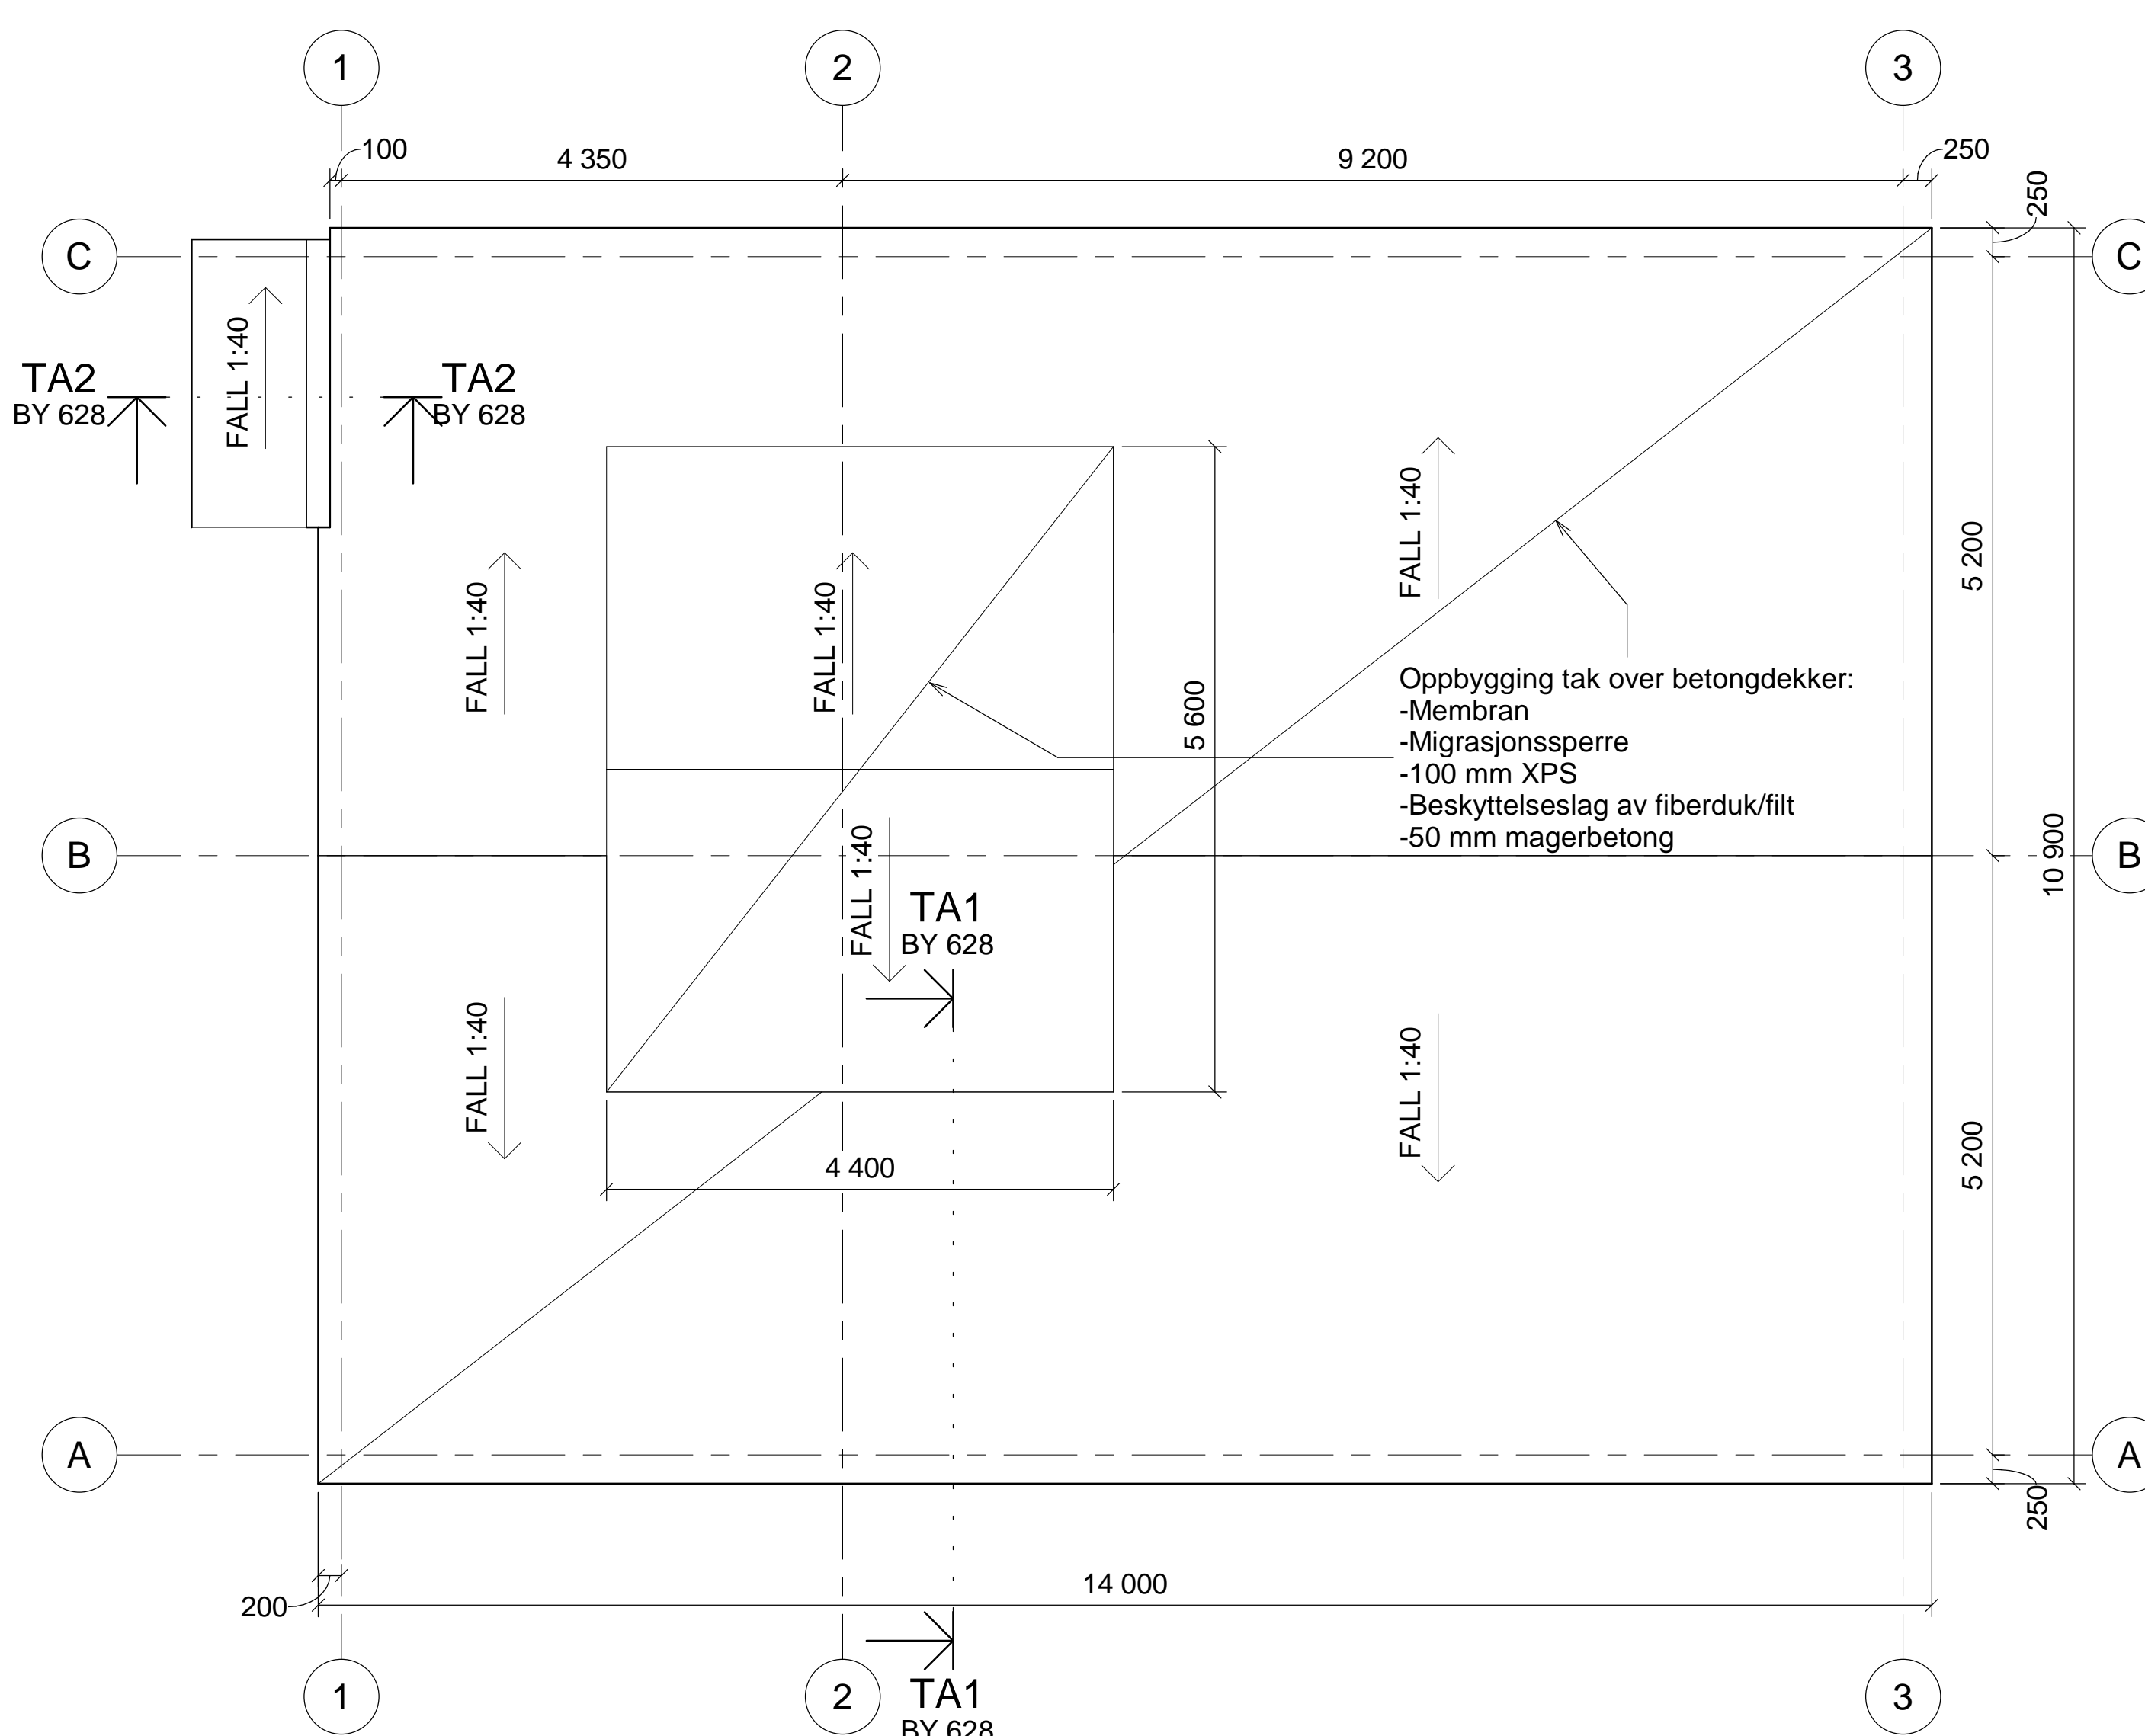 1
2
3
100
4 350
9 200
250
250
C
C
FALL 1:40
TA2
BY 628
TA2
BY 628
FALL 1:40
FALL 1:40
FALL 1:40
5 200
5 600
Oppbygging tak over betongdekker:
-Membran
-Migrasjonssperre
-100 mm XPS
-Beskyttelseslag av fiberduk/filt
-50 mm magerbetong
10 900
B
B
FALL 1:40
TA1
BY 628
FALL 1:40
FALL 1:40
5 200
4 400
A
A
250
14 000
200
1
2
TA1
BY 628
3